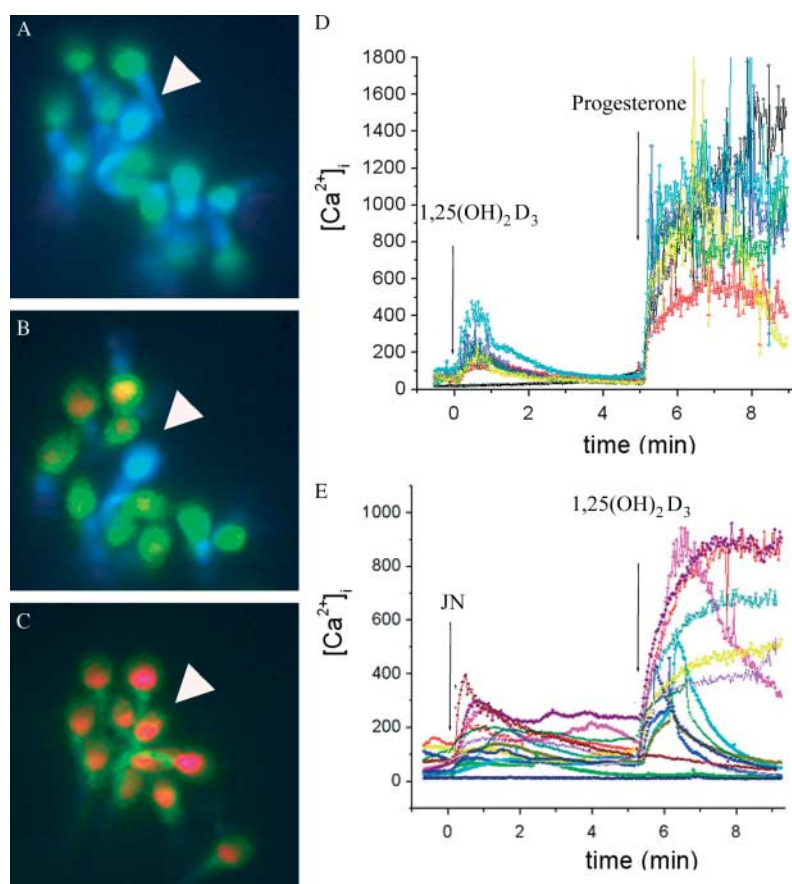 A
B
C
D
1800
1600
1400
1200
1000
800
600
400
200
0
[Ca²⁺]ᵢ
1,25(OH)₂D₃
Progesterone
0 2 4 6 8
time (min)
E
1000
800
600
400
200
0
[Ca²⁺]ᵢ
JN
1,25(OH)₂D₃
0 2 4 6 8
time (min)